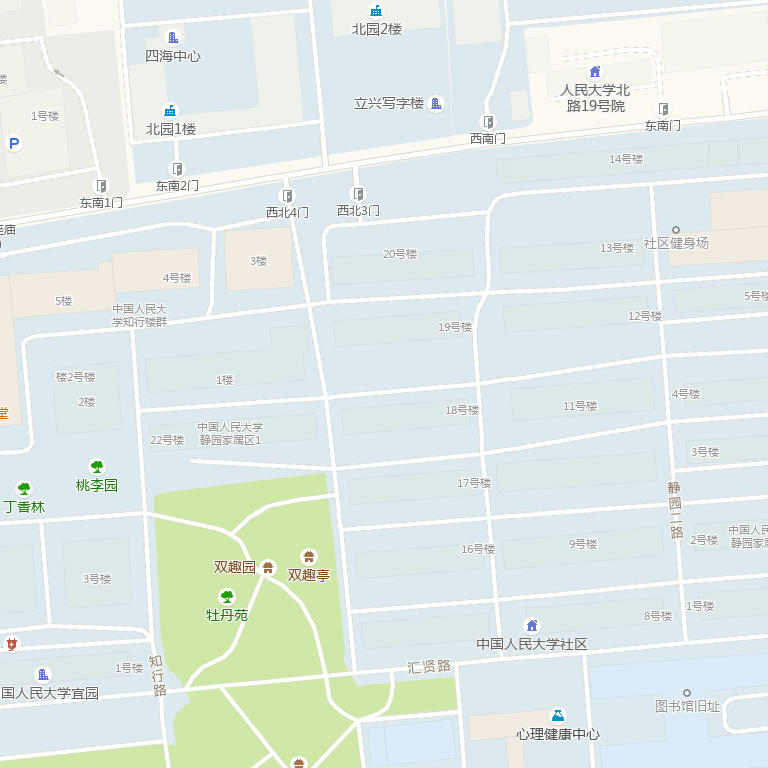 北园2楼
四海中心
号楼
1号楼
P
北园1楼
立兴写字楼
人民大学北
路19号院
西南门
东南门
14号楼
东南1门
东南2门
西北4门
西北3门
座庙
社区健身场
13号楼
20号楼
3楼
4号楼
5楼
5号楼
中国人民大
学知行楼群
12号楼
19号楼
楼2号楼
2楼
1楼
4号楼
11号楼
18号楼
堂
中国人民大学
静园家属区1
22号楼
3号楼
桃李园
丁香林
17号楼
静园二路
中国人民
静园家属
2号楼
9号楼
16号楼
双趣园
双趣亭
3号楼
牡丹苑
1号楼
8号楼
中国人民大学社区
汇贤路
知行路
1号楼
国人民大学宜园
图书馆旧址
心理健康中心